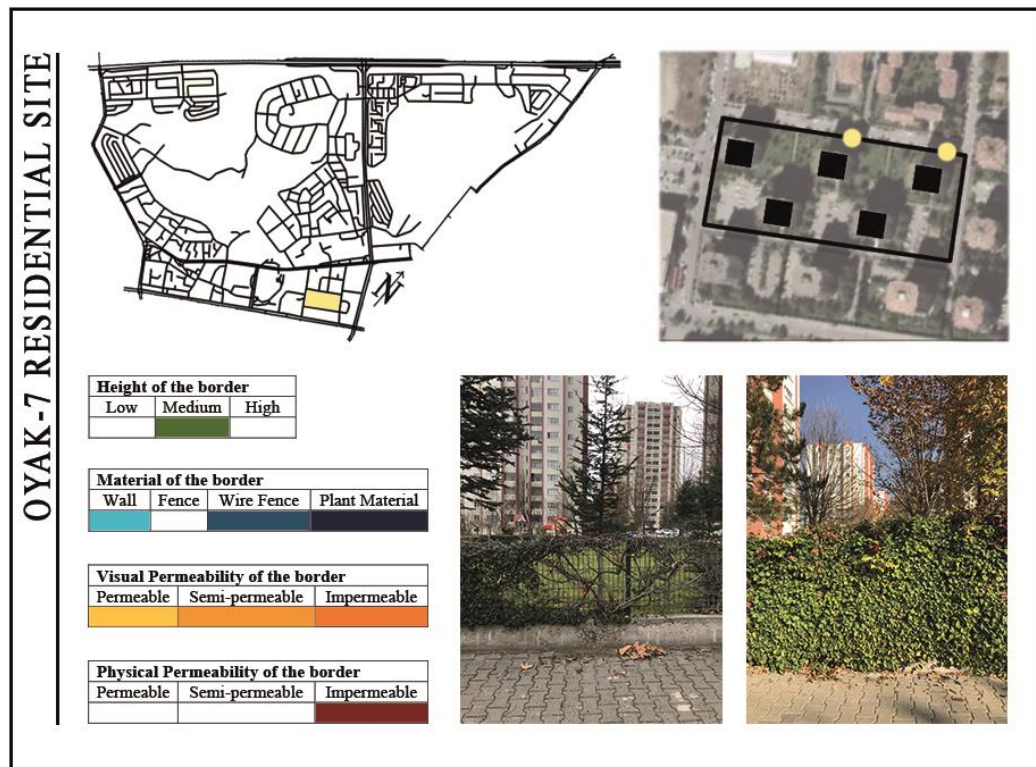 OYAK-7 RESIDENTIAL SITE
N
Height of the border
Low Medium High
Material of the border
Wall Fence Wire Fence Plant Material
Visual Permeability of the border
Permeable Semi-permeable Impermeable
Physical Permeability of the border
Permeable Semi-permeable Impermeable